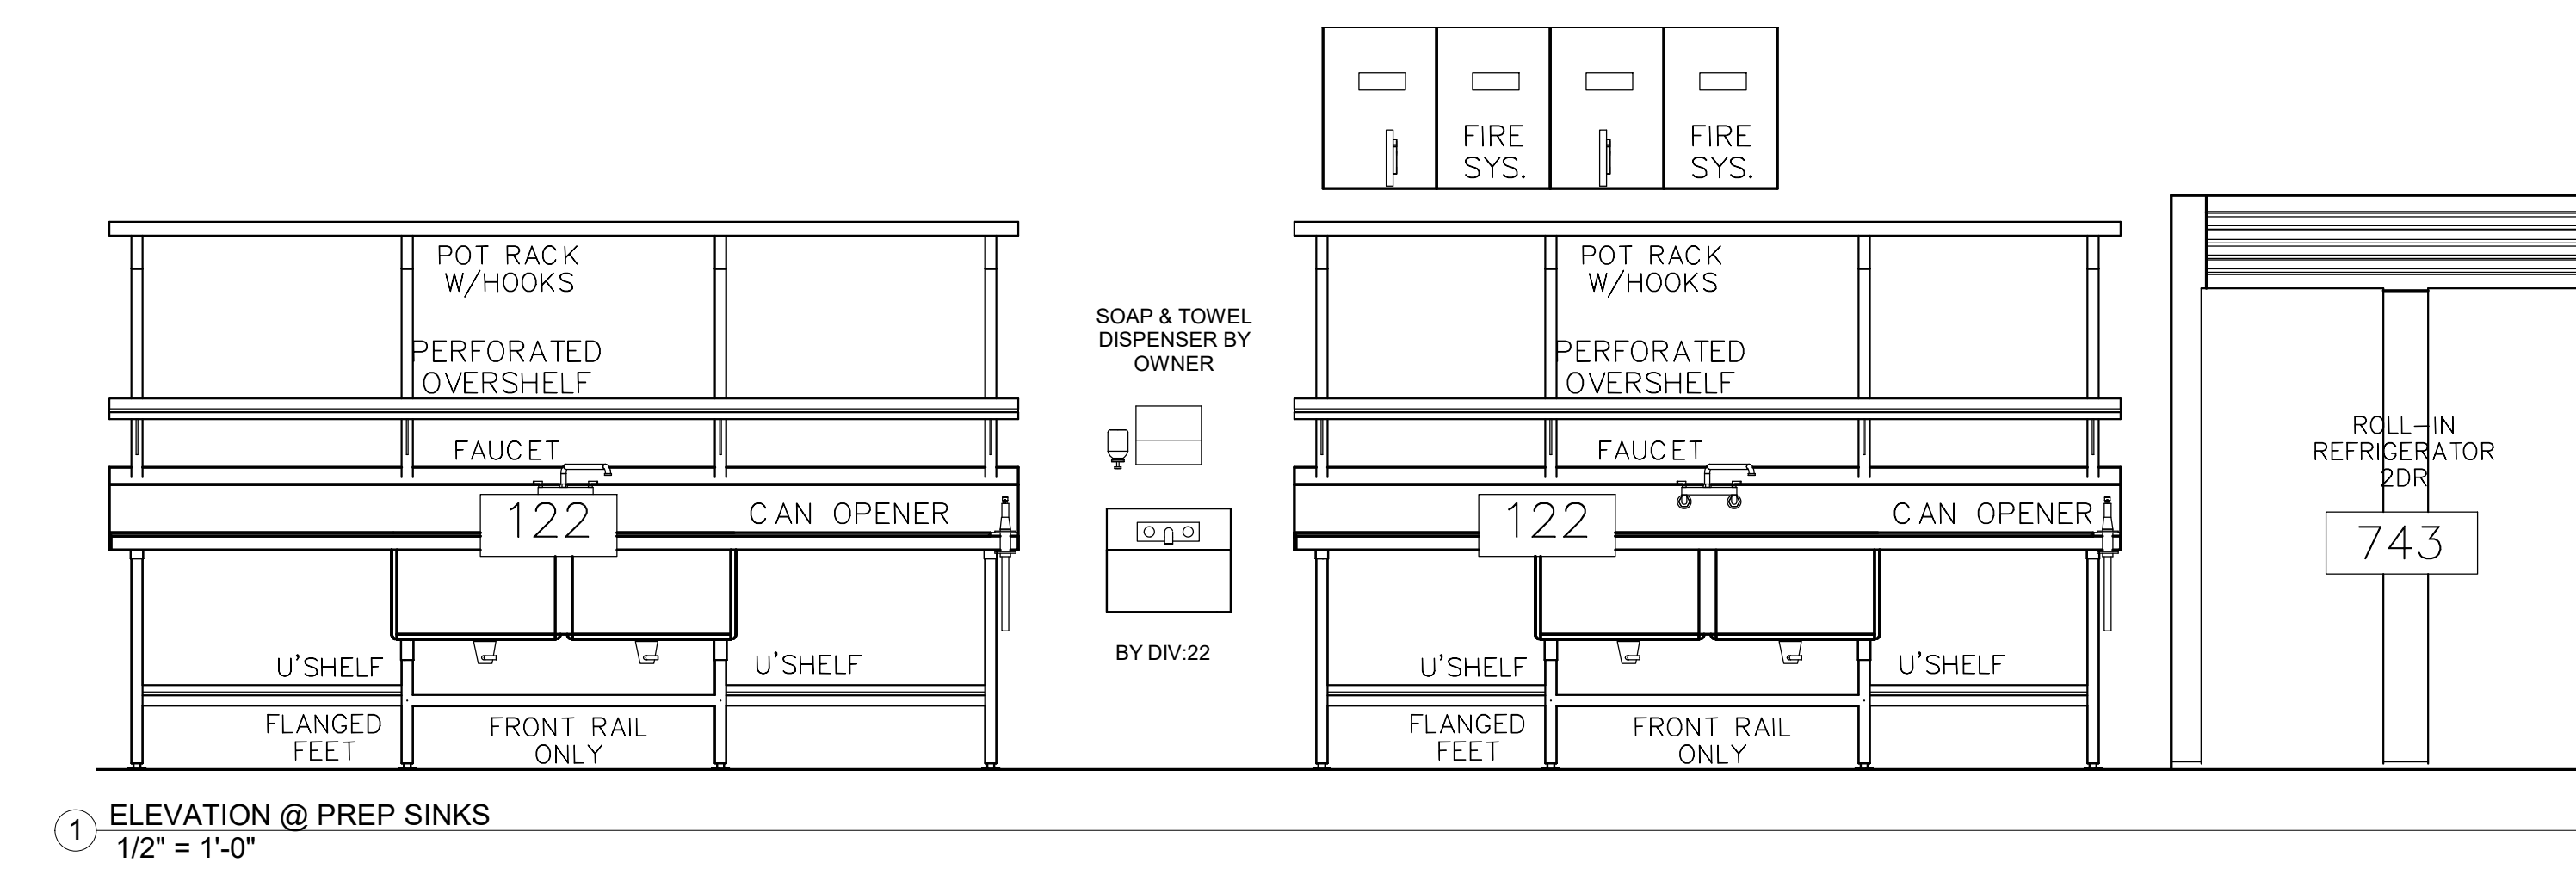 FIRE
SYS.
FIRE
SYS.
POT RACK
W/HOOKS
PERFORATED
OVERSHELF
FAUCET
122
CAN OPENER
U'SHELF
U'SHELF
FLANGED
FEET
FRONT RAIL
ONLY
SOAP & TOWEL
DISPENSER BY
OWNER
BY DIV:22
POT RACK
W/HOOKS
PERFORATED
OVERSHELF
FAUCET
122
CAN OPENER
U'SHELF
U'SHELF
FLANGED
FEET
FRONT RAIL
ONLY
ROLL-IN
REFRIGERATOR
2DR
743
1 ELEVATION @ PREP SINKS
1/2" = 1'-0"